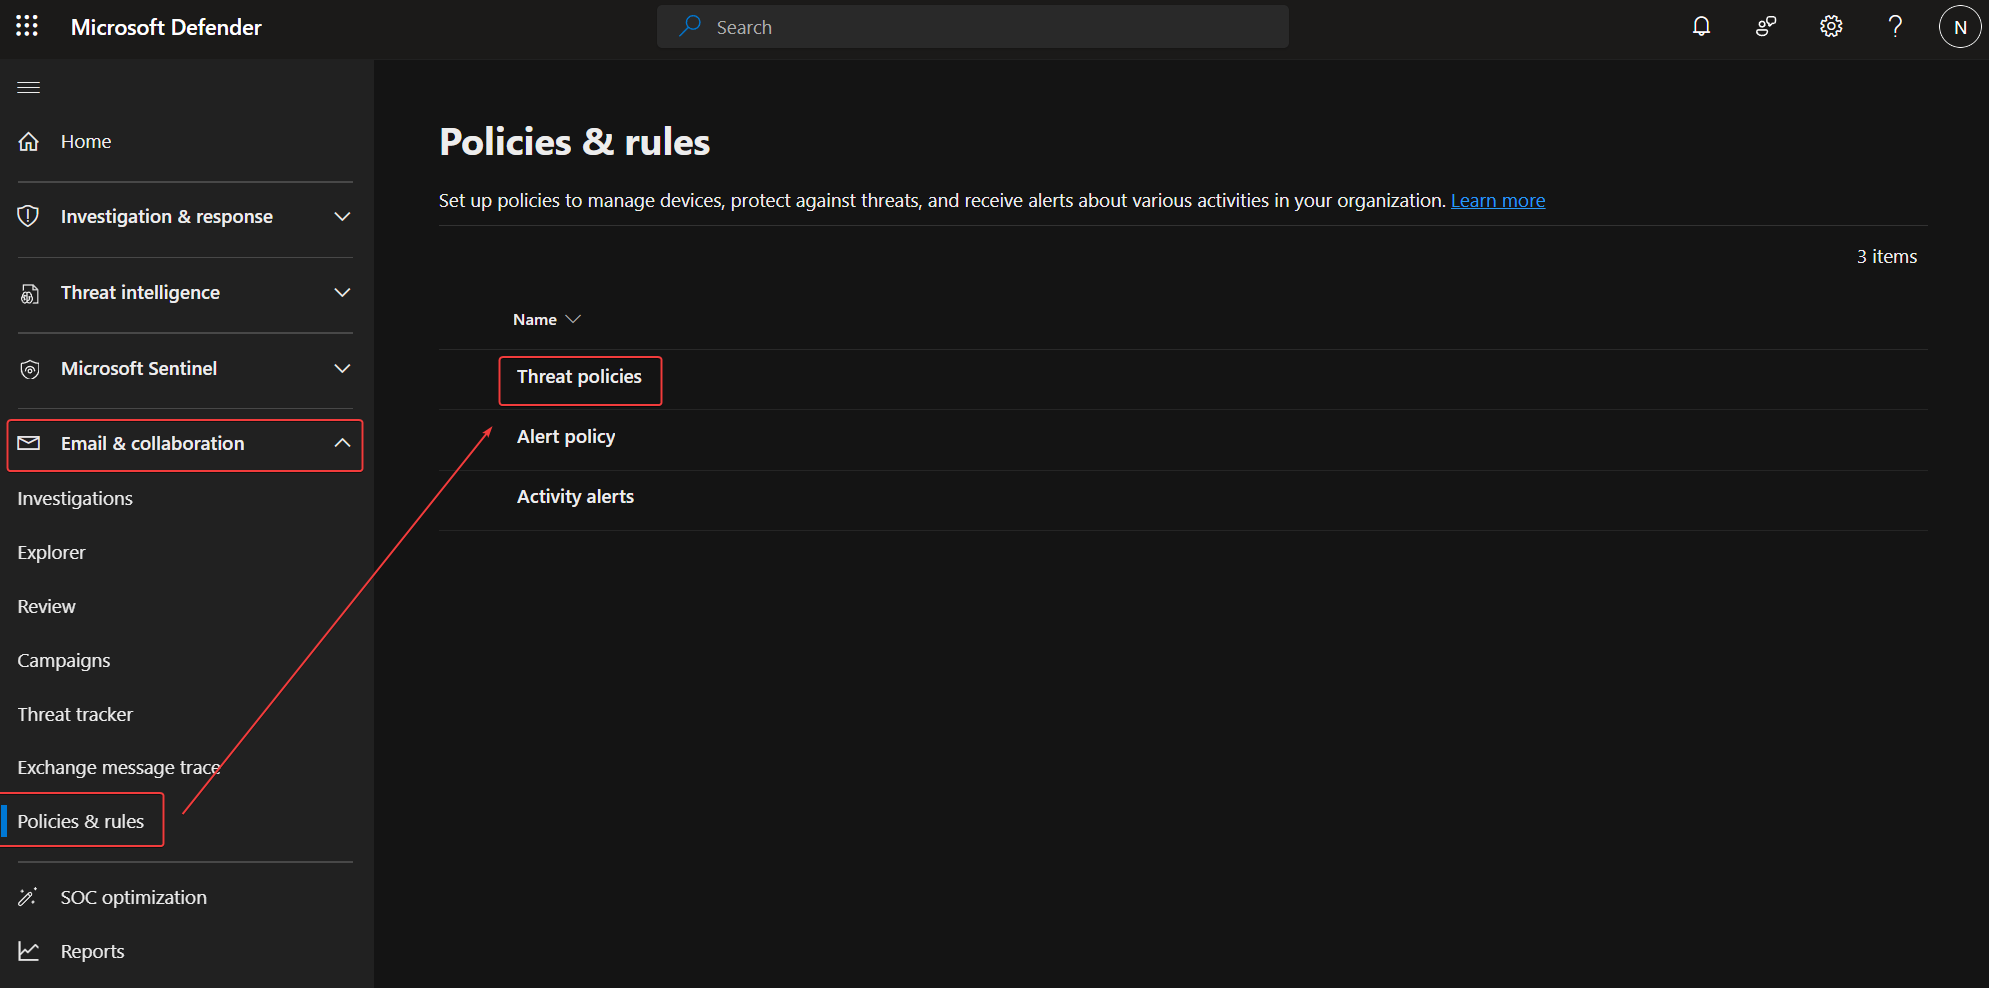 Microsoft Defender
Search
N
Home
Investigation & response
Threat intelligence
Microsoft Sentinel
Email & collaboration
Investigations
Explorer
Review
Campaigns
Threat tracker
Exchange message trace
Policies & rules
SOC optimization
Reports
Policies & rules
Set up policies to manage devices, protect against threats, and receive alerts about various activities in your organization. Learn more
3 items
Name
Threat policies
Alert policy
Activity alerts